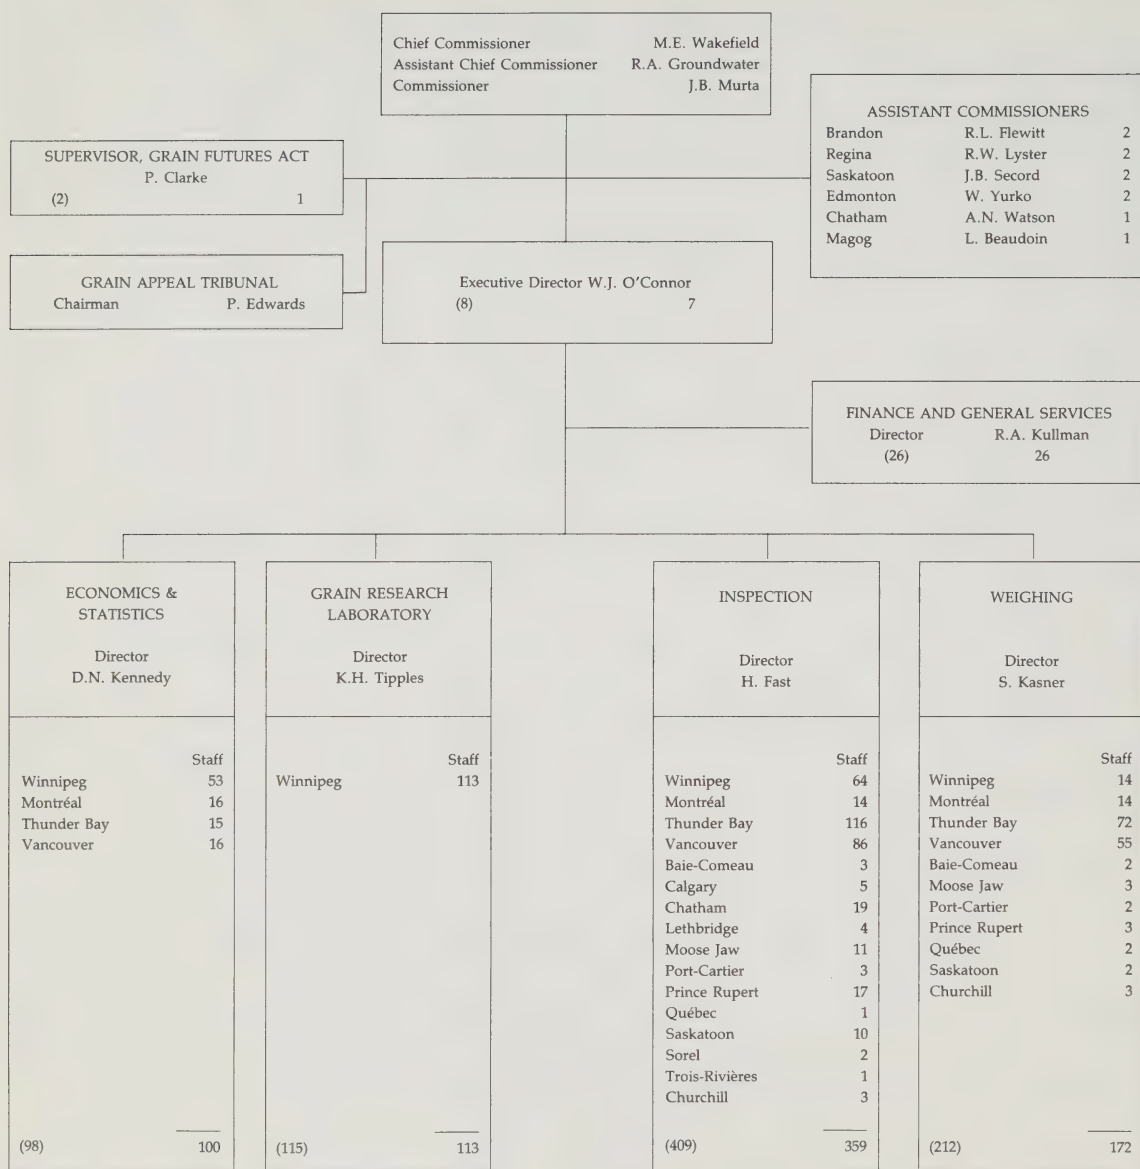 Chief Commissioner M.E. Wakefield
Assistant Chief Commissioner R.A. Groundwater
Commissioner J.B. Murta
ASSISTANT COMMISSIONERS
Brandon R.L. Flewitt 2
Regina R.W. Lyster 2
Saskatoon J.B. Secord 2
Edmonton W. Yurko 2
Chatham A.N. Watson 1
Magog L. Beaudoin 1
SUPERVISOR, GRAIN FUTURES ACT
P. Clarke
(2) 1
GRAIN APPEAL TRIBUNAL
Chairman P. Edwards
Executive Director W.J. O'Connor
(8) 7
FINANCE AND GENERAL SERVICES
Director R.A. Kullman
(26) 26
ECONOMICS &
STATISTICS
Director
D.N. Kennedy
Staff
Winnipeg 53
Montréal 16
Thunder Bay 15
Vancouver 16
(98) 100
GRAIN RESEARCH
LABORATORY
Director
K.H. Tipples
Staff
Winnipeg 113
(115) 113
INSPECTION
Director
H. Fast
Staff
Winnipeg 64
Montréal 14
Thunder Bay 116
Vancouver 86
Baie-Comeau 3
Calgary 5
Chatham 19
Lethbridge 4
Moose Jaw 11
Port-Cartier 3
Prince Rupert 17
Québec 1
Saskatoon 10
Sorel 2
Trois-Rivières 1
Churchill 3
(409) 359
WEIGHING
Director
S. Kasner
Staff
Winnipeg 14
Montréal 14
Thunder Bay 72
Vancouver 55
Baie-Comeau 2
Moose Jaw 3
Port-Cartier 2
Prince Rupert 3
Québec 2
Saskatoon 2
Churchill 3
(212) 172